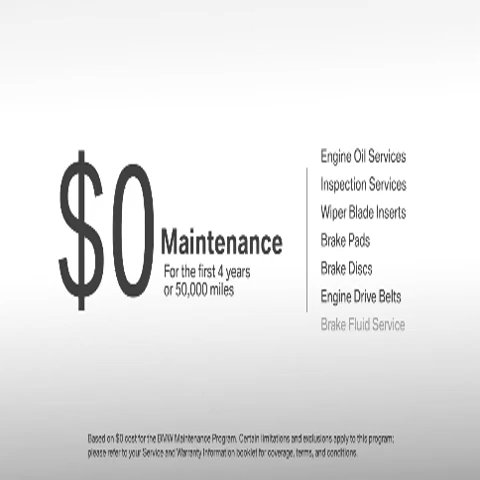 $0
Maintenance
For the first 4 years
or 50,000 miles
Engine Oil Services
Inspection Services
Wiper Blade Inserts
Brake Pads
Brake Discs
Engine Drive Belts
Brake Fluid Service
Based on $0 cost for the BMW Maintenance Program. Certain limitations and exclusions apply to this program;
please refer to your Service and Warranty Information booklet for coverage, terms, and conditions.